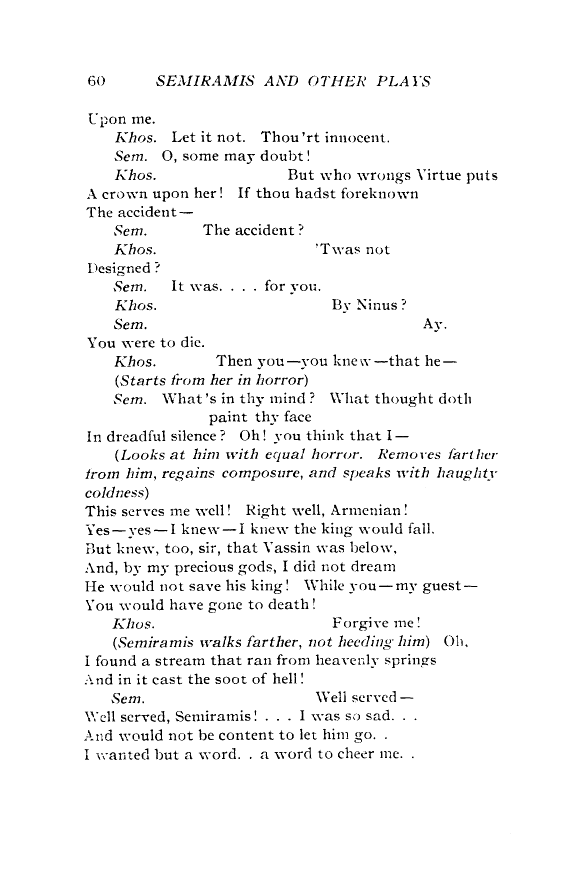 60 SEMIRAMIS AND OTHER PLAYS
Upon me.
Khos. Let it not. Thou'rt innocent.
Sem. O, some may doubt!
Khos. But who wrongs Virtue puts
A crown upon her! If thou hadst foreknown
The accident—
Sem. The accident?
Khos. 'Twas not
Designed?
Sem. It was. . . . for you.
Khos. By Ninus?
Sem. Ay.
You were to die.
Khos. Then you—you knew—that he—
(Starts from her in horror)
Sem. What's in thy mind? What thought doth
paint thy face
In dreadful silence? Oh! you think that I—
(Looks at him with equal horror. Removes farther
from him, regains composure, and speaks with haughty
coldness)
This serves me well! Right well, Armenian!
Yes—yes—I knew—I knew the king would fall.
But knew, too, sir, that Vassin was below,
And, by my precious gods, I did not dream
He would not save his king! While you—my guest—
You would have gone to death!
Khos. Forgive me!
(Semiramis walks farther, not heeding him) Oh,
I found a stream that ran from heavenly springs
And in it cast the soot of hell!
Sem. Well served—
Well served, Semiramis! . . . I was so sad. . .
And would not be content to let him go. .
I wanted but a word. . a word to cheer me. .